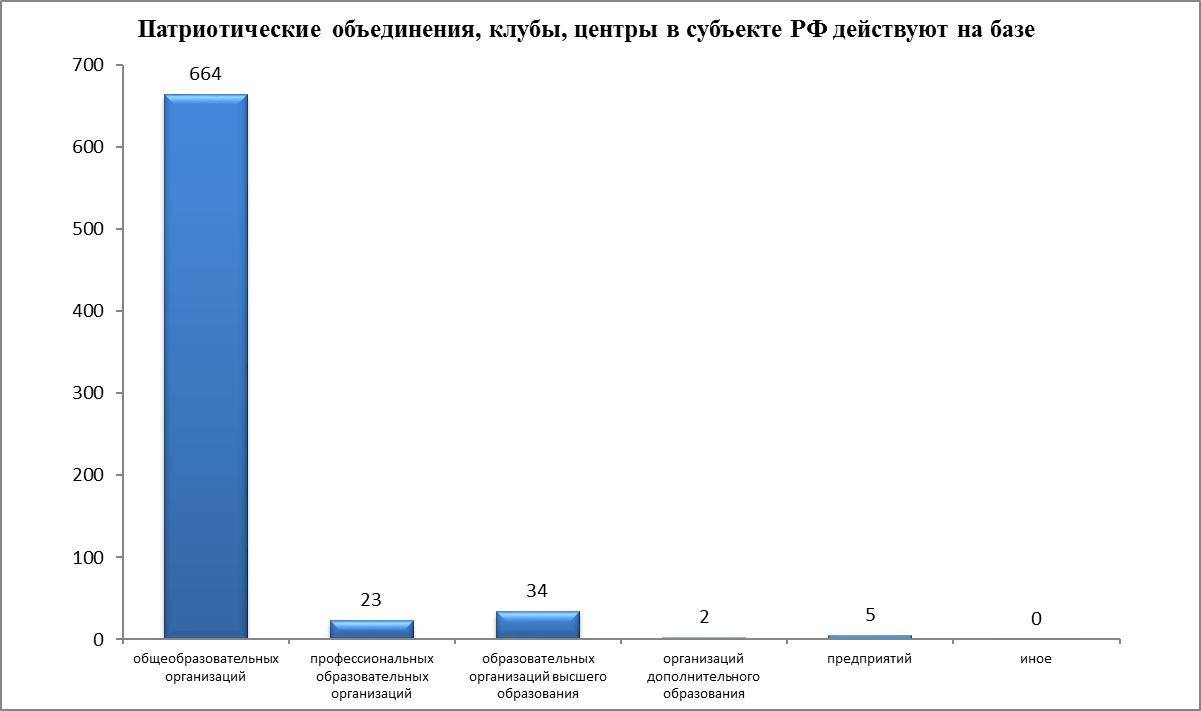 Патриотические объединения, клубы, центры в субъекте РФ действуют на базе
700
600
500
400
300
200
100
0
664
23
34
2
5
0
общеобразовательных
организаций
профессиональных
образовательных
организаций
образовательных
организаций высшего
образования
организаций
дополнительного
образования
предприятий
иное